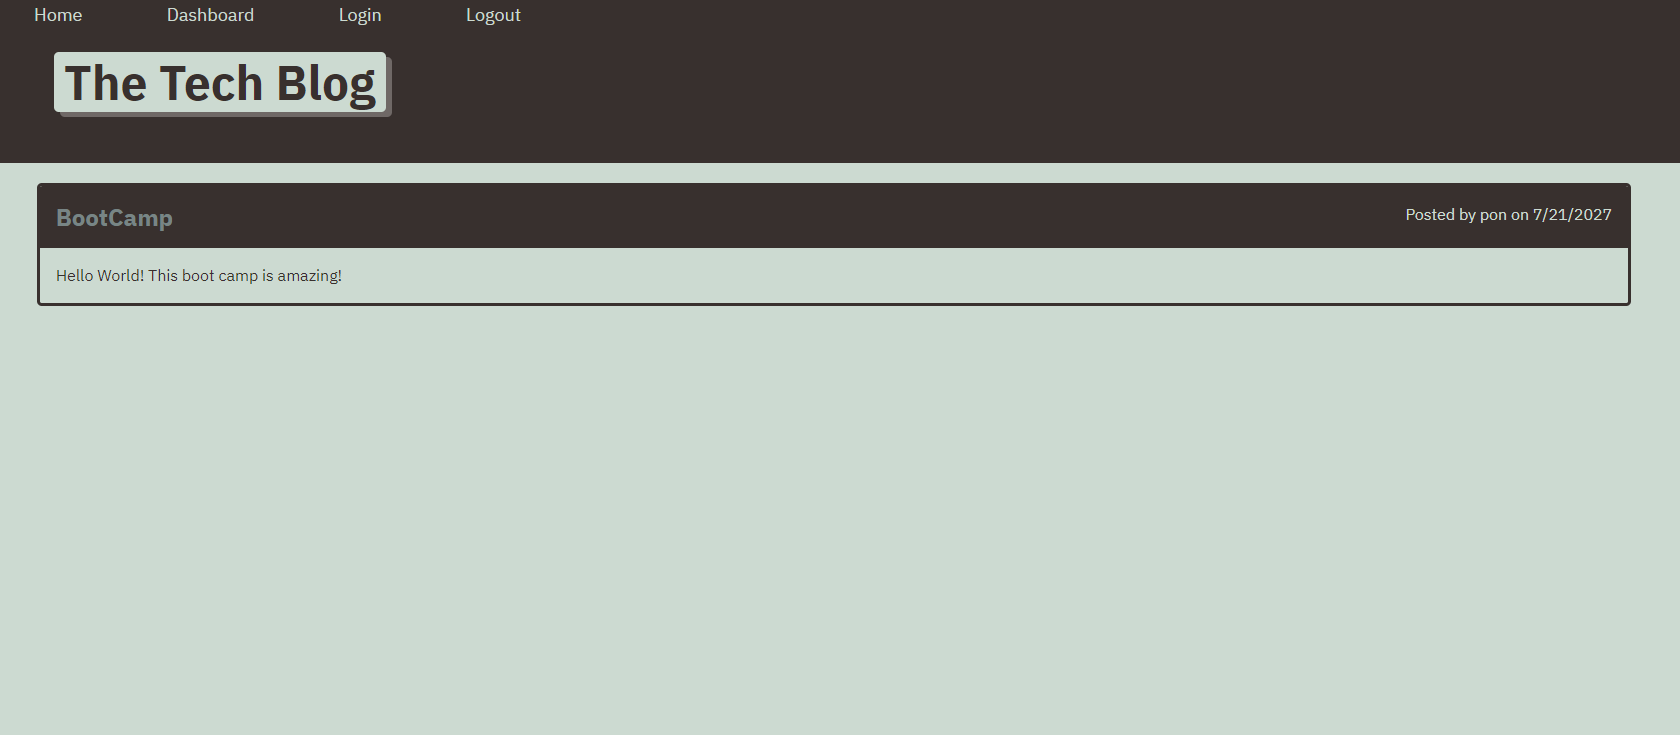 Home Dashboard Login Logout
The Tech Blog
BootCamp
Posted by pon on 7/21/2027
Hello World! This boot camp is amazing!